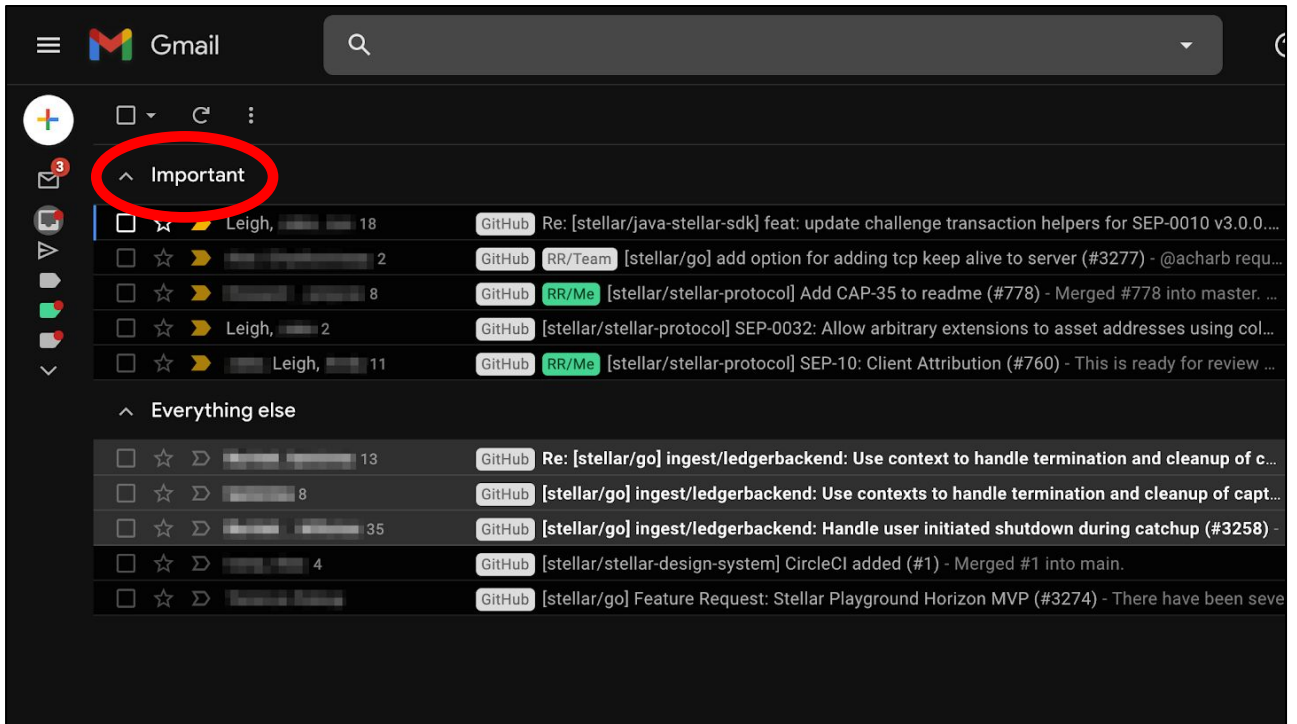 Gmail
3
Important
Leigh, 18 GitHub Re: [stellar/java-stellar-sdk] feat: update challenge transaction helpers for SEP-0010 v3.0.0....
2 GitHub RR/Team [stellar/go] add option for adding tcp keep alive to server (#3277) - @acharb requ...
8 GitHub RR/Me [stellar/stellar-protocol] Add CAP-35 to readme (#778) - Merged #778 into master. ...
Leigh, 2 GitHub [stellar/stellar-protocol] SEP-0032: Allow arbitrary extensions to asset addresses using col...
Leigh, 11 GitHub RR/Me [stellar/stellar-protocol] SEP-10: Client Attribution (#760) - This is ready for review ...
Everything else
13 GitHub Re: [stellar/go] ingest/ledgerbackend: Use context to handle termination and cleanup of c...
8 GitHub [stellar/go] ingest/ledgerbackend: Use contexts to handle termination and cleanup of capt...
35 GitHub [stellar/go] ingest/ledgerbackend: Handle user initiated shutdown during catchup (#3258) -
4 GitHub [stellar/stellar-design-system] CircleCI added (#1) - Merged #1 into main.
GitHub [stellar/go] Feature Request: Stellar Playground Horizon MVP (#3274) - There have been seve